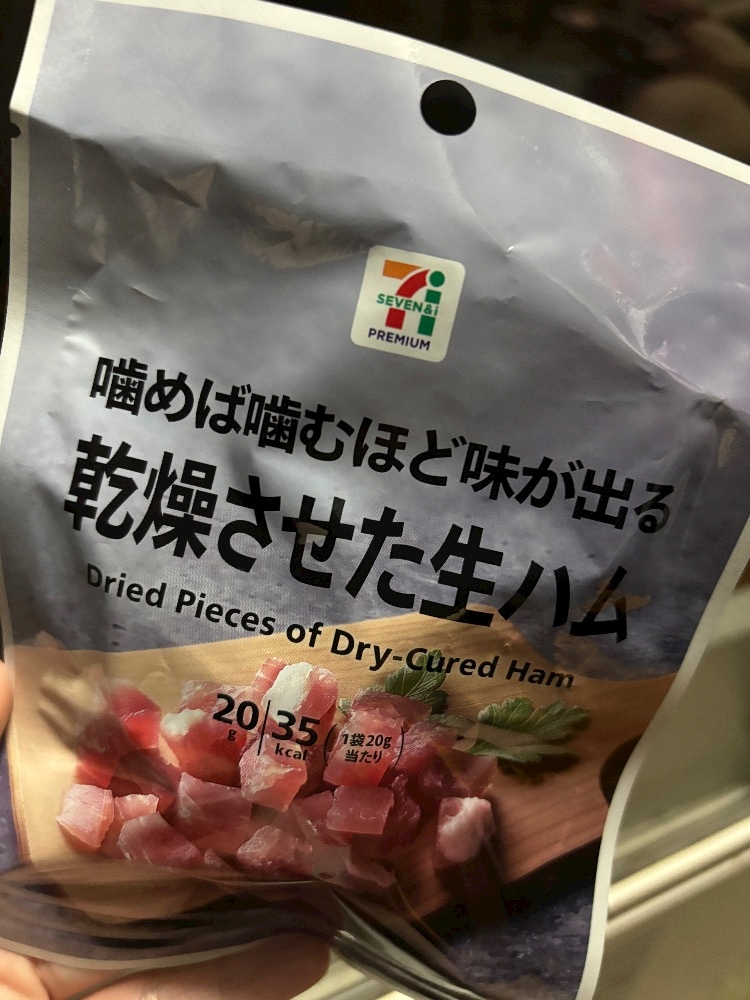 SEVEN&i
PREMIUM
噛めば噛むほど味が出る
乾燥させた生ハム
Dried Pieces of Dry-Cured Ham
20g 35kcal (1袋20g当たり)